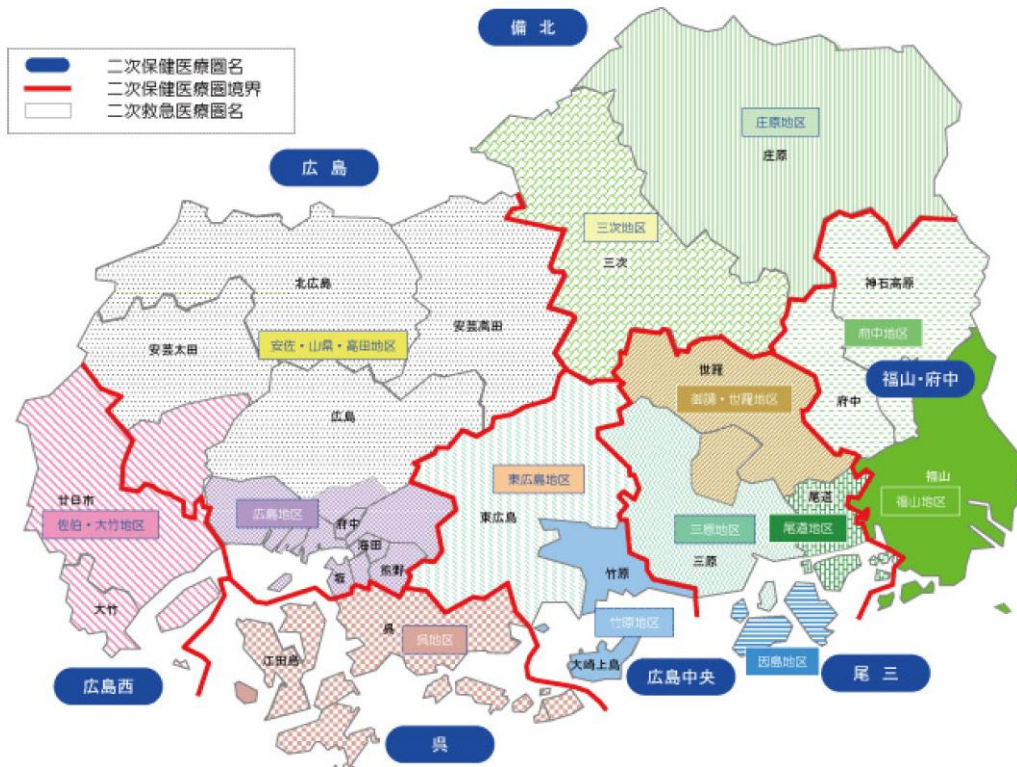 備北
二次保健医療圏名
二次保健医療圏境界
二次救急医療圏名
庄原地区
庄原
広島
三次地区
三次
北広島
神石高原
安芸高田
府中地区
安芸太田
安佐・山県・高田地区
世羅
福山・府中
御調・世羅地区
府中
広島
東広島地区
福山
廿日市
尾道
福山地区
広島地区
東広島
佐伯・大竹地区
府中
三原地区
尾道地区
海田
三原
坂
熊野
竹原
大竹
竹原地区
呉
呉地区
江田島
大崎上島
因島地区
広島西
広島中央
尾三
呉